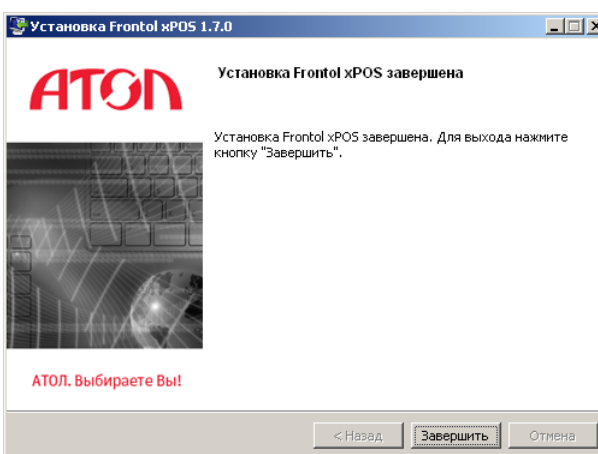 Установка Frontol xPOS 1.7.0
АТОЛ
Установка Frontol xPOS завершена
Установка Frontol xPOS завершена. Для выхода нажмите
кнопку "Завершить".
АТОЛ. Выбираете Вы!
< Назад
Завершить
Отмена